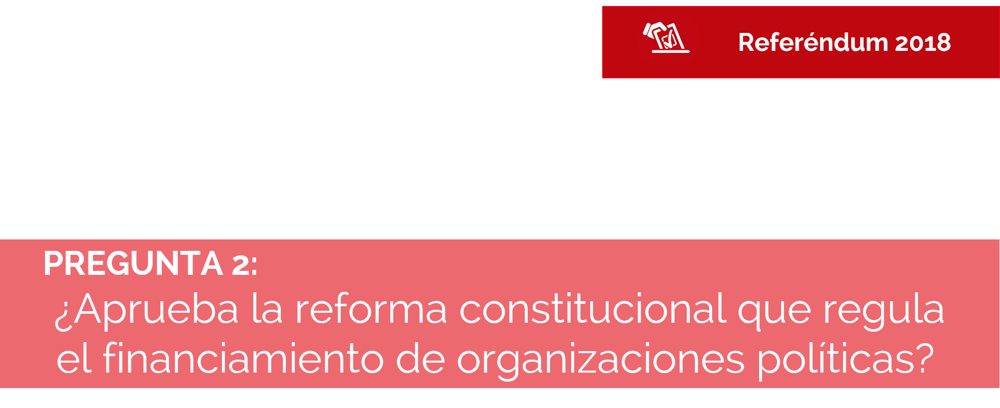 Referéndum 2018
PREGUNTA 2:
¿Aprueba la reforma constitucional que regula
el financiamiento de organizaciones políticas?